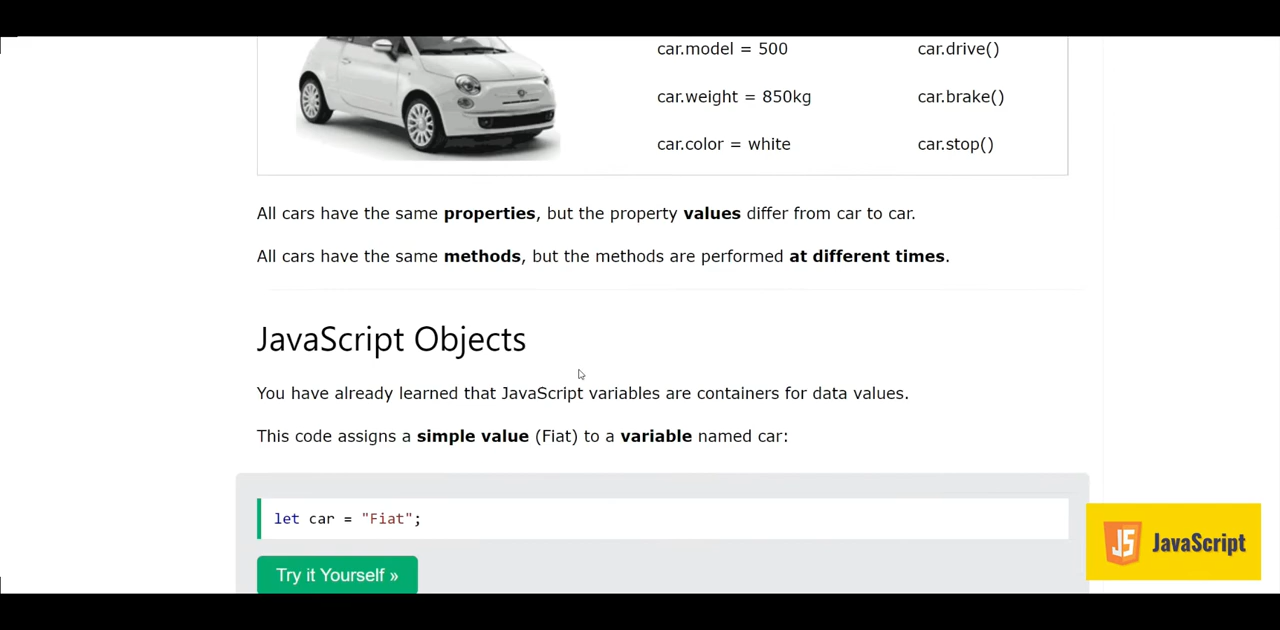 car.model = 500 car.drive()
car.weight = 850kg car.brake()
car.color = white car.stop()
All cars have the same properties, but the property values differ from car to car.
All cars have the same methods, but the methods are performed at different times.
JavaScript Objects
You have already learned that JavaScript variables are containers for data values.
This code assigns a simple value (Fiat) to a variable named car:
let car = "Fiat";
Try it Yourself »
JS JavaScript